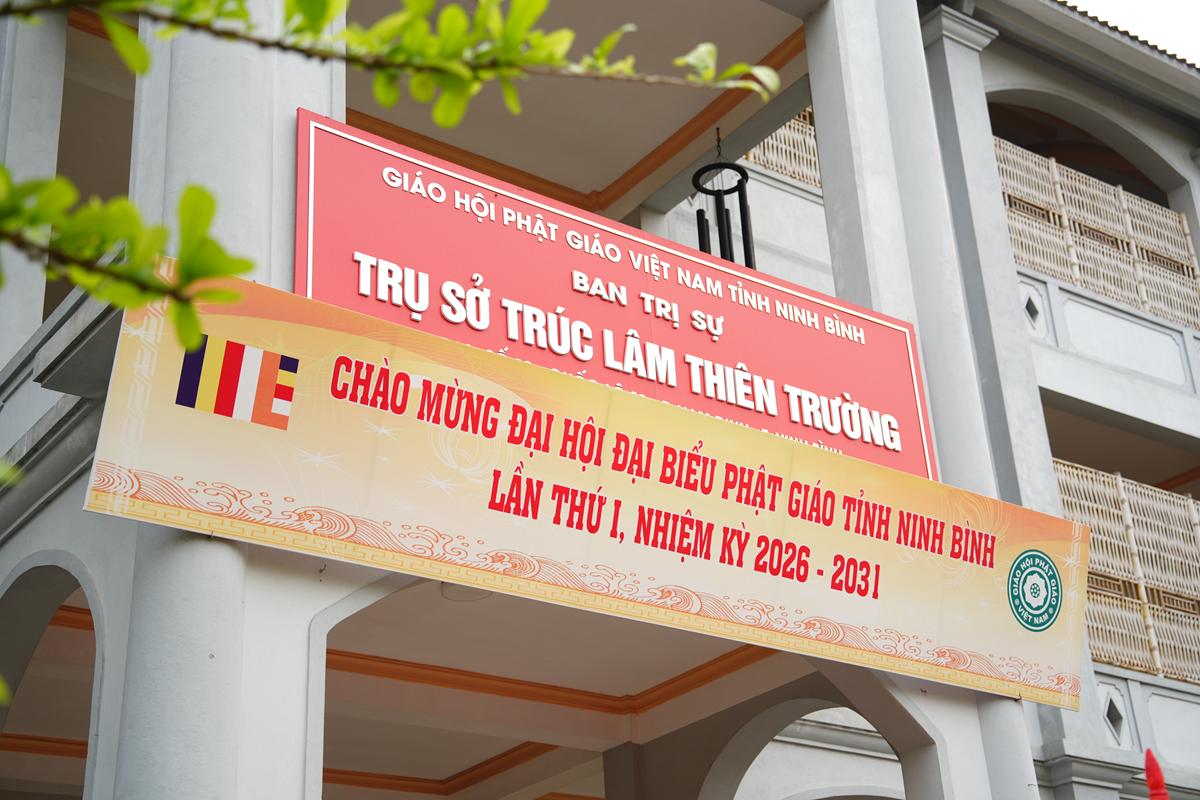 GIÁO HỘI PHẬT GIÁO VIỆT NAM TỈNH NINH BÌNH
BAN TRỊ SỰ
TRỤ SỞ TRÚC LÂM THIÊN TRƯỜNG
CHÀO MỪNG ĐẠI HỘI ĐẠI BIỂU PHẬT GIÁO TỈNH NINH BÌNH
LẦN THỨ I, NHIỆM KỲ 2026 - 2031
GIÁO HỘI PHẬT GIÁO
VIỆT NAM